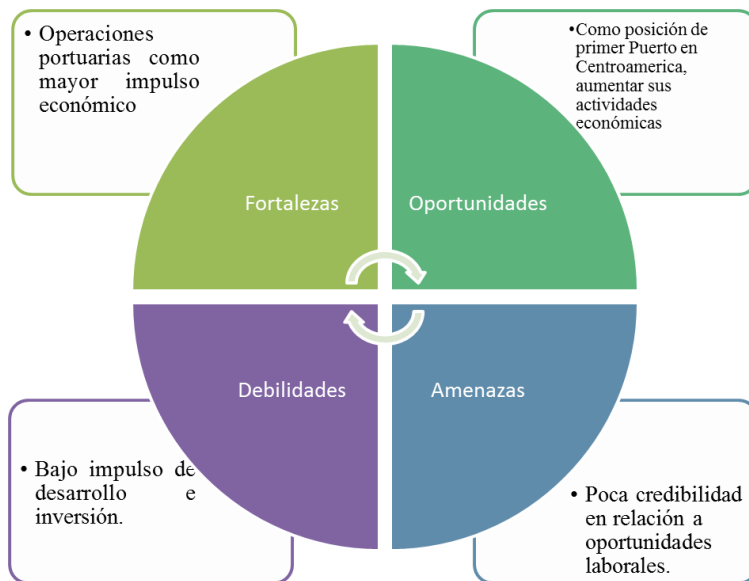 • Operaciones
portuarias como
mayor impulso
económico
•Como posición de
primer Puerto en
Centroamerica,
aumentar sus
actividades
económicas
Fortalezas
Oportunidades
Debilidades
Amenazas
• Bajo impulso de
desarrollo e
inversión.
• Poca credibilidad
en relación a
oportunidades
laborales.